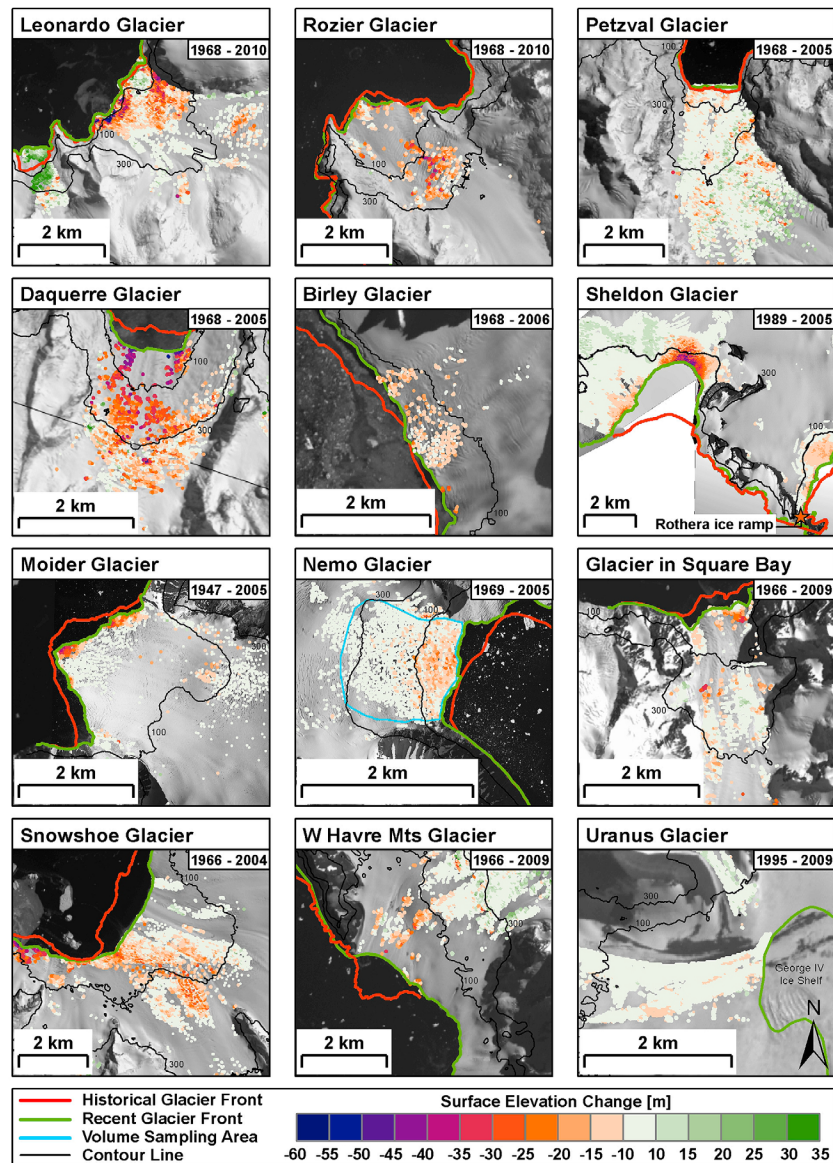 Leonardo Glacier
1968 - 2010
100
300
2 km
Rozier Glacier
1968 - 2010
100
300
2 km
Petzval Glacier
1968 - 2005
100
300
2 km
Daquerre Glacier
1968 - 2005
100
300
2 km
Birley Glacier
1968 - 2006
100
2 km
Sheldon Glacier
1989 - 2005
300
100
2 km
Rothera ice ramp
Moider Glacier
1947 - 2005
300
100
2 km
Nemo Glacier
1969 - 2005
300
100
2 km
Glacier in Square Bay
1966 - 2009
100
300
2 km
Snowshoe Glacier
1966 - 2004
100
300
2 km
W Havre Mts Glacier
1966 - 2009
300
100
2 km
Uranus Glacier
1995 - 2009
300
100
George IV
Ice Shelf
N
2 km
Historical Glacier Front
Recent Glacier Front
Volume Sampling Area
Contour Line
Surface Elevation Change [m]
-60 -55 -50 -45 -40 -35 -30 -25 -20 -15 -10 10 15 20 25 30 35